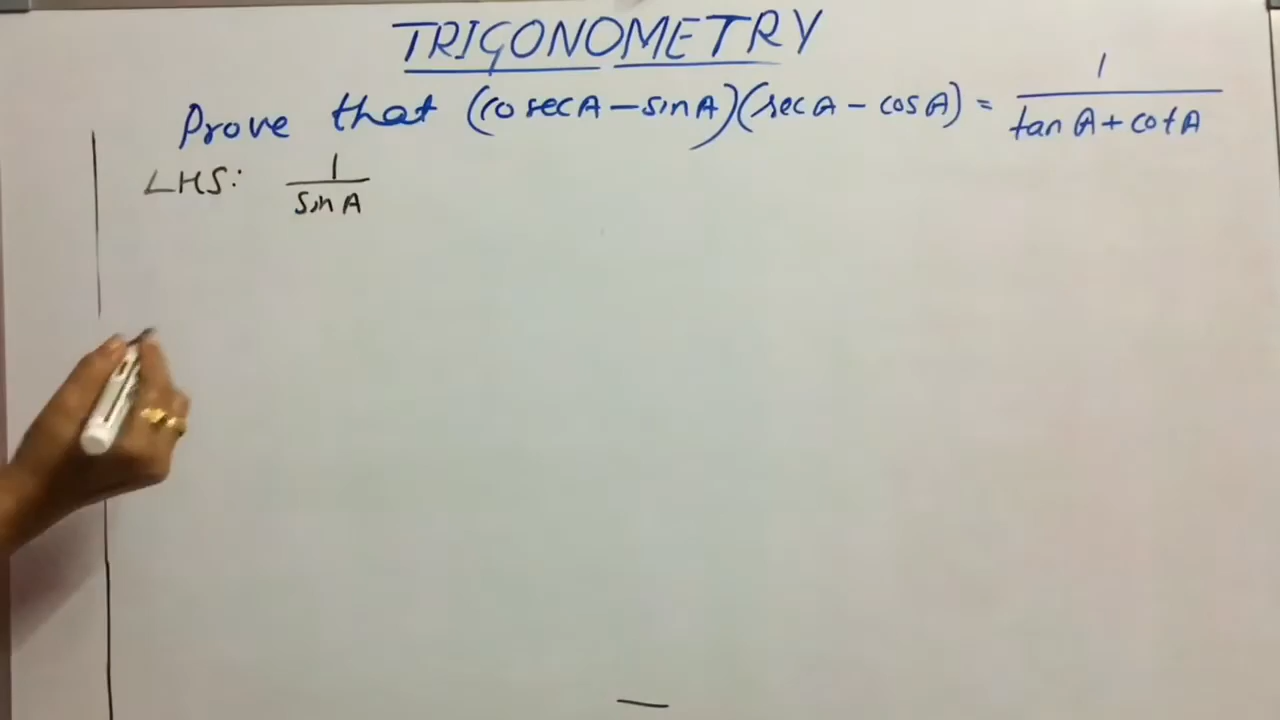 TRIGONOMETRY
Prove that (cosecA - sinA)(secA - cosA) = 1/(tanA + cotA)
LHS: 1/sinA